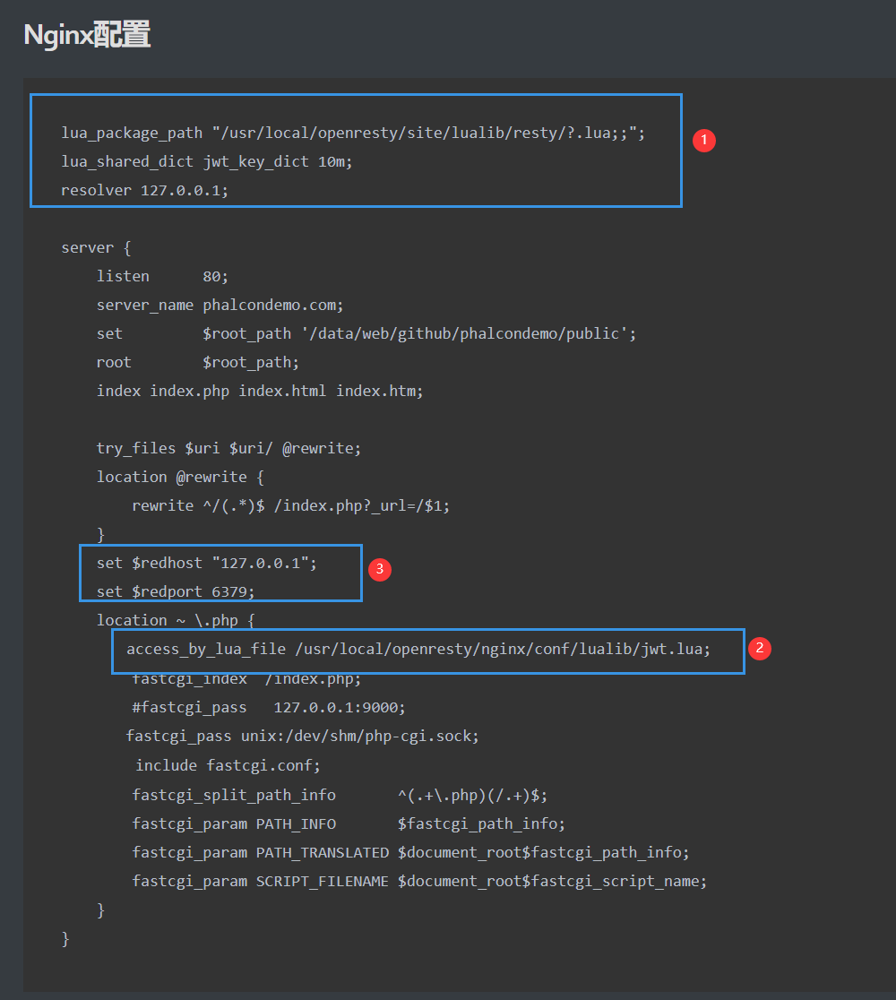 Nginx配置
lua_package_path "/usr/local/openresty/site/lualib/resty/?.lua;;";
1
lua_shared_dict jwt_key_dict 10m;
resolver 127.0.0.1;
server {
listen 80;
server_name phalcondemo.com;
set $root_path '/data/web/github/phalcondemo/public';
root $root_path;
index index.php index.html index.htm;
try_files $uri $uri/ @rewrite;
location @rewrite {
rewrite ^/(.*)$ /index.php?_url=/$1;
}
set $redhost "127.0.0.1";
3
set $redport 6379;
location ~ \.php {
access_by_lua_file /usr/local/openresty/nginx/conf/lualib/jwt.lua;
2
fastcgi_index /index.php;
#fastcgi_pass 127.0.0.1:9000;
fastcgi_pass unix:/dev/shm/php-cgi.sock;
include fastcgi.conf;
fastcgi_split_path_info ^(.+\.php)(/.+)$;
fastcgi_param PATH_INFO $fastcgi_path_info;
fastcgi_param PATH_TRANSLATED $document_root$fastcgi_path_info;
fastcgi_param SCRIPT_FILENAME $document_root$fastcgi_script_name;
}
}